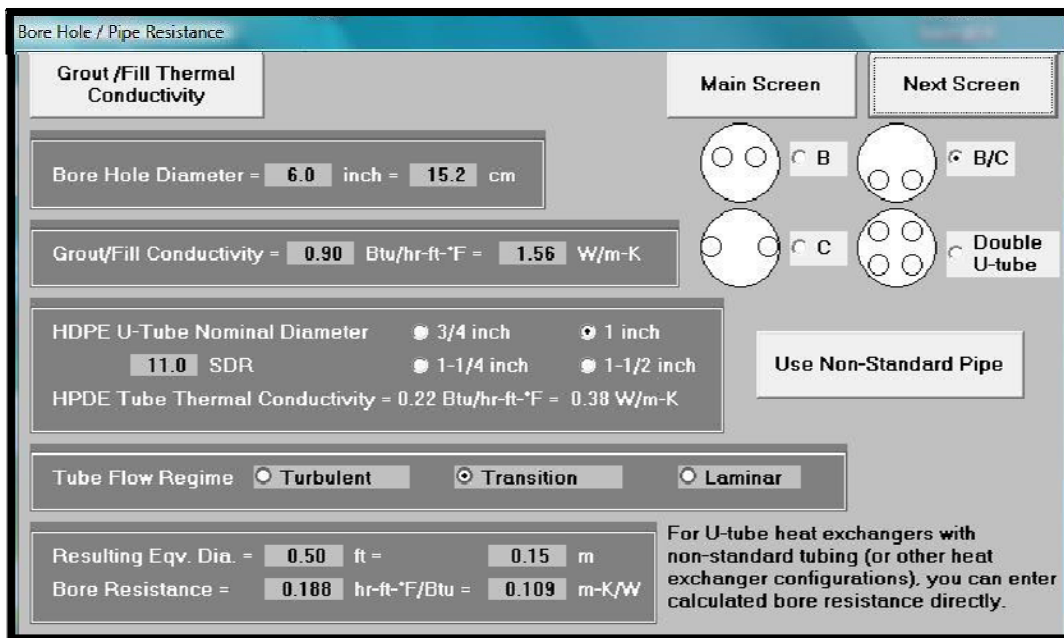 Bore Hole / Pipe Resistance
Grout /Fill Thermal
Conductivity
Main Screen
Next Screen
Bore Hole Diameter = 6.0 inch = 15.2 cm
B
B/C
Grout/Fill Conductivity = 0.90 Btu/hr-ft-*F = 1.56 W/m-K
C
Double
U-tube
HDPE U-Tube Nominal Diameter
3/4 inch
1 inch
11.0 SDR
1-1/4 inch
1-1/2 inch
HPDE Tube Thermal Conductivity = 0.22 Btu/hr-ft-*F = 0.38 W/m-K
Use Non-Standard Pipe
Tube Flow Regime
Turbulent
Transition
Laminar
Resulting Eqv. Dia. = 0.50 ft = 0.15 m
Bore Resistance = 0.188 hr-ft-*F/Btu = 0.109 m-K/W
For U-tube heat exchangers with
non-standard tubing (or other heat
exchanger configurations), you can enter
calculated bore resistance directly.